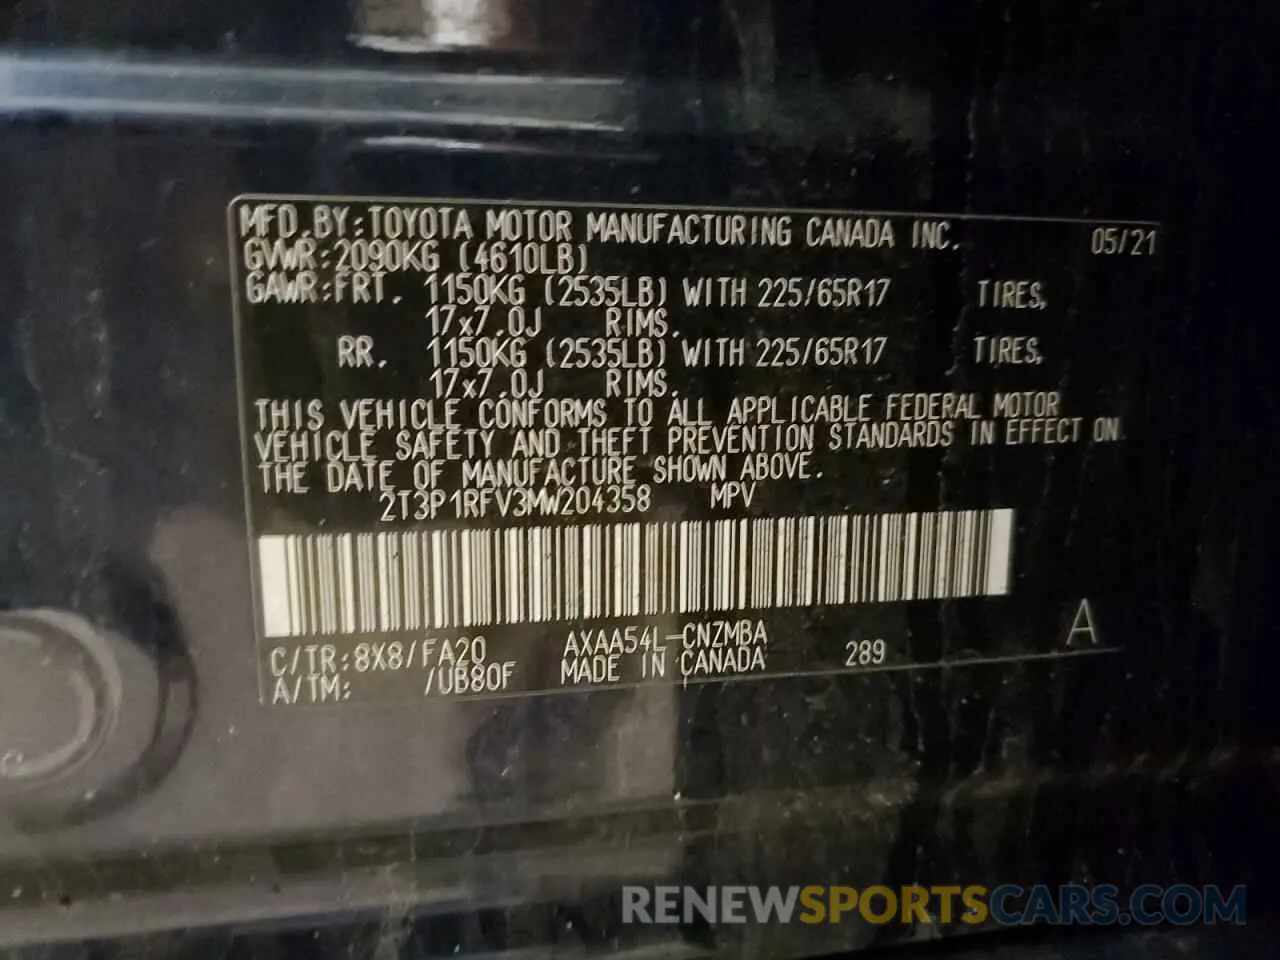 MFD.BY:TOYOTA MOTOR MANUFACTURING CANADA INC. 05/21
GVWR:2090KG (4610LB)
GAWR:FRT. 1150KG (2535LB) WITH 225/65R17 TIRES,
17x7.0J RIMS.
RR. 1150KG (2535LB) WITH 225/65R17 TIRES,
17x7.0J RIMS.
THIS VEHICLE CONFORMS TO ALL APPLICABLE FEDERAL MOTOR
VEHICLE SAFETY AND THEFT PREVENTION STANDARDS IN EFFECT ON
THE DATE OF MANUFACTURE SHOWN ABOVE.
2T3P1RFV3MW204358 MPV
C/TR:8X8/FA20 AXAA54L-CNZMBA A
A/TM: /UB80F MADE IN CANADA 289
RENEWSPORTSCARS.COM